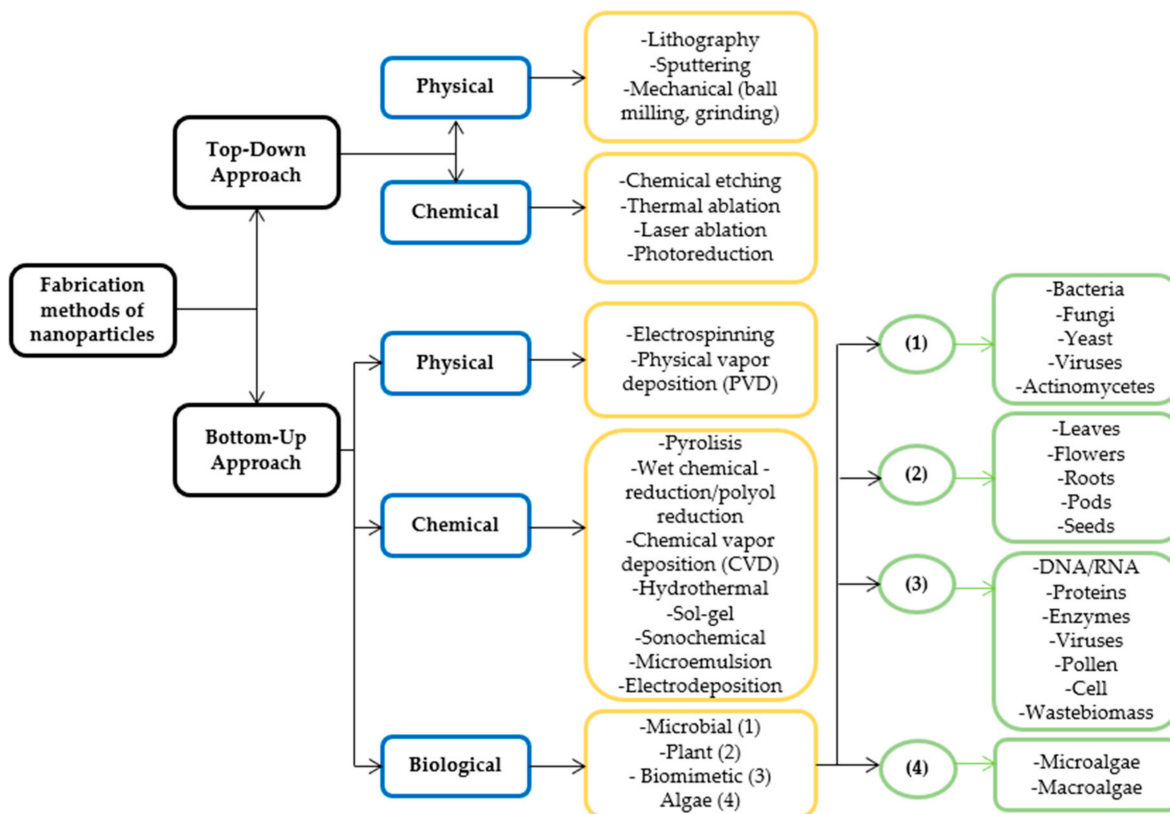 Fabrication
methods of
nanoparticles
Top-Down
Approach
Physical
-Lithography
-Sputtering
-Mechanical (ball
milling, grinding)
Chemical
-Chemical etching
-Thermal ablation
-Laser ablation
-Photoreduction
Bottom-Up
Approach
Physical
-Electrospinning
-Physical vapor
deposition (PVD)
Chemical
-Pyrolisis
-Wet chemical -
reduction/polyol
reduction
-Chemical vapor
deposition (CVD)
-Hydrothermal
-Sol-gel
-Sonochemical
-Microemulsion
-Electrodeposition
Biological
-Microbial (1)
-Plant (2)
- Biomimetic (3)
Algae (4)
(1)
-Bacteria
-Fungi
-Yeast
-Viruses
-Actinomycetes
(2)
-Leaves
-Flowers
-Roots
-Pods
-Seeds
(3)
-DNA/RNA
-Proteins
-Enzymes
-Viruses
-Pollen
-Cell
-Wastebiomass
(4)
-Microalgae
-Macroalgae